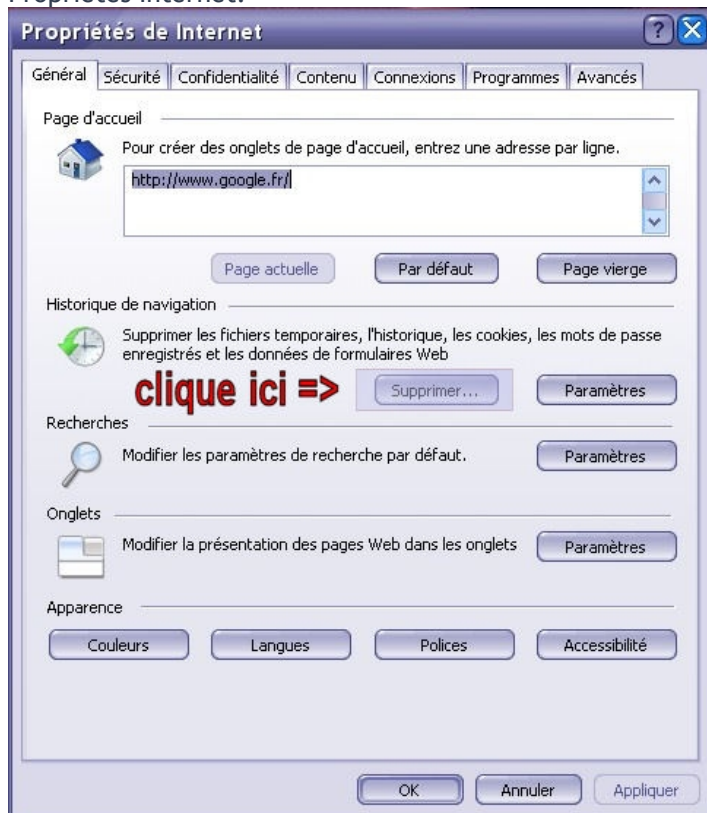 Propriétés Internet.
Propriétés de Internet
Général Sécurité Confidentialité Contenu Connexions Programmes Avancés
Page d'accueil
Pour créer des onglets de page d'accueil, entrez une adresse par ligne.
http://www.google.fr/
Page actuelle Par défaut Page vierge
Historique de navigation
Supprimer les fichiers temporaires, l'historique, les cookies, les mots de passe
enregistrés et les données de formulaires Web
clique ici => Supprimer... Paramètres
Recherches
Modifier les paramètres de recherche par défaut. Paramètres
Onglets
Modifier la présentation des pages Web dans les onglets Paramètres
Apparence
Couleurs Langues Polices Accessibilité
OK Annuler Appliquer